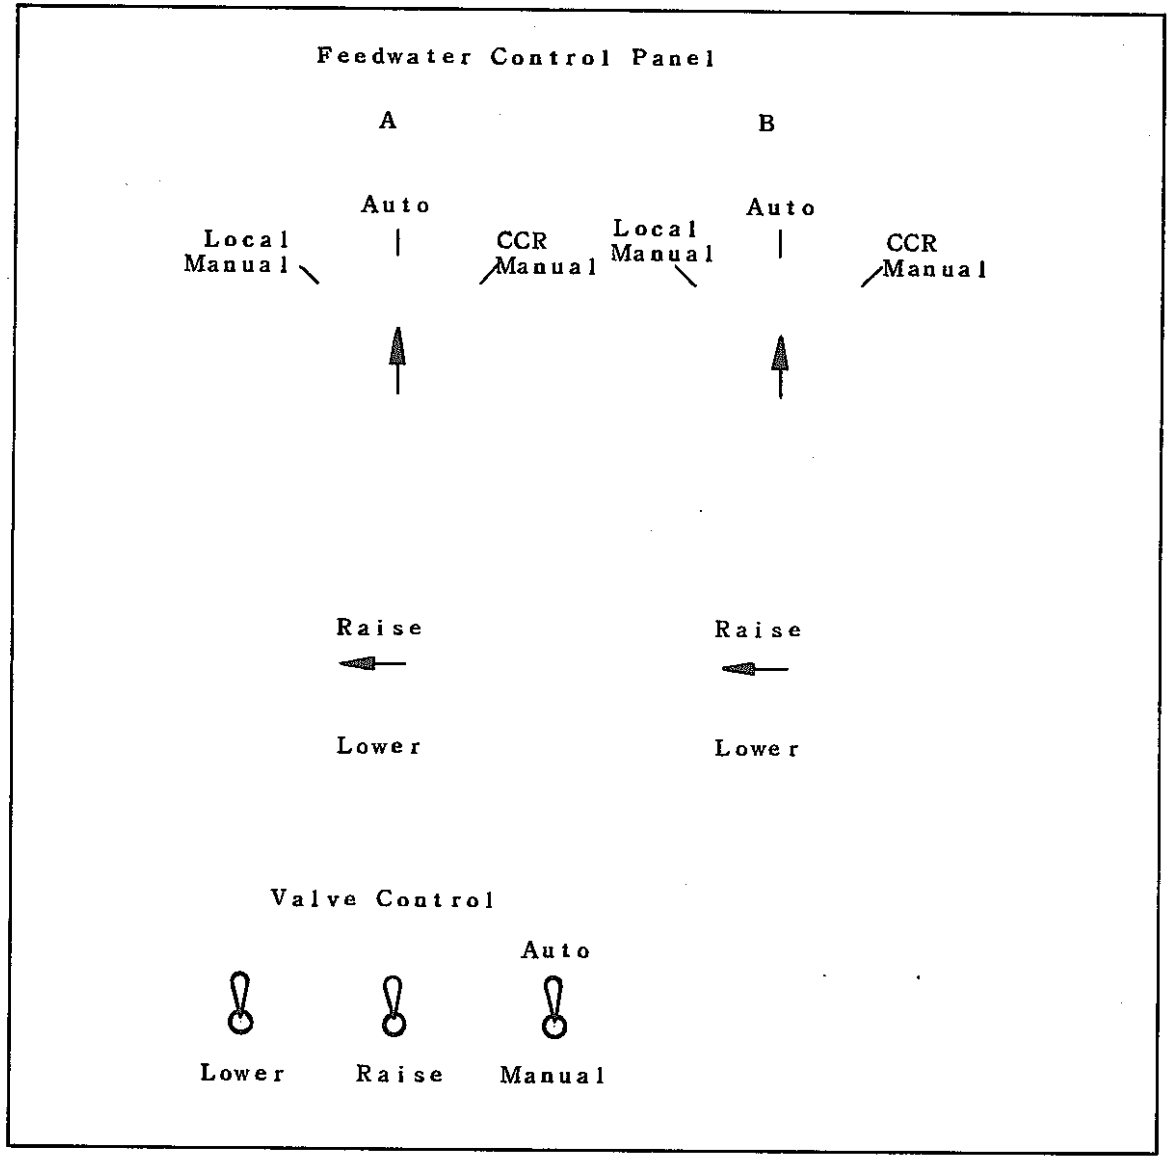 Feedwater Control Panel
A B
Auto Auto
Local Manual CCR Manual Local Manual CCR Manual
Raise Raise
Lower Lower
Valve Control
Auto
Lower Raise Manual